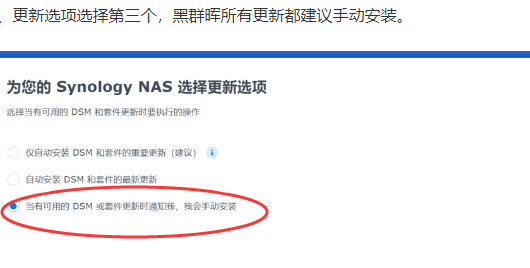 、更新选项选择第三个，黑群晖所有更新都建议手动安装。
为您的 Synology NAS 选择更新选项
选择当有可用的 DSM 和套件更新时要执行的操作
仅自动安装 DSM 和套件的重要更新（建议） i
自动安装 DSM 和套件的最新更新
当有可用的 DSM 或套件更新时通知我，我会手动安装